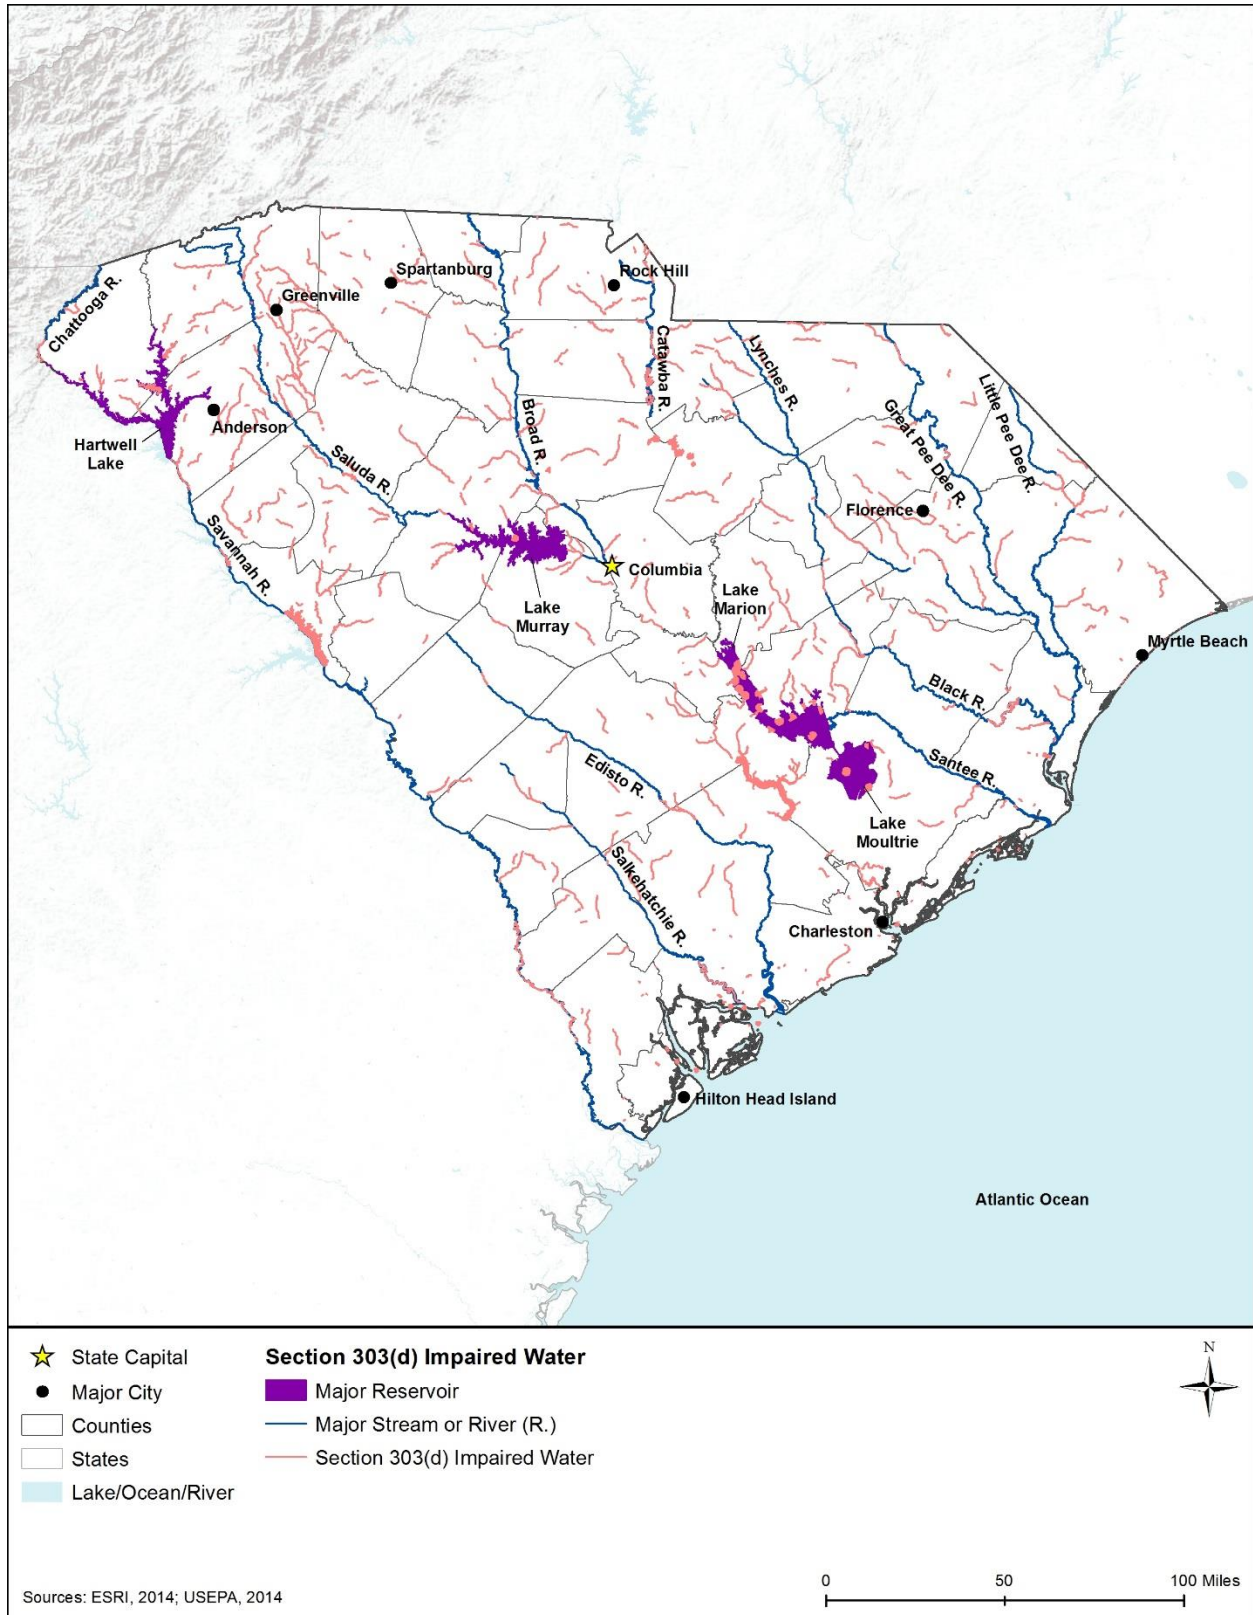 Spartanburg
Rock Hill
Greenville
Chattooga R.
Catawba R.
Lynches R.
Little Pee Dee R.
Great Pee Dee R.
Broad R.
Anderson
Hartwell
Lake
Saluda R.
Florence
Savannah R.
Columbia
Lake
Murray
Lake
Marion
Myrtle Beach
Black R.
Santee R.
Edisto R.
Lake
Moultrie
Salkehatchie R.
Charleston
Hilton Head Island
Atlantic Ocean
State Capital
Major City
Counties
States
Lake/Ocean/River
Section 303(d) Impaired Water
Major Reservoir
Major Stream or River (R.)
Section 303(d) Impaired Water
N
Sources: ESRI, 2014; USEPA, 2014
0 50 100 Miles